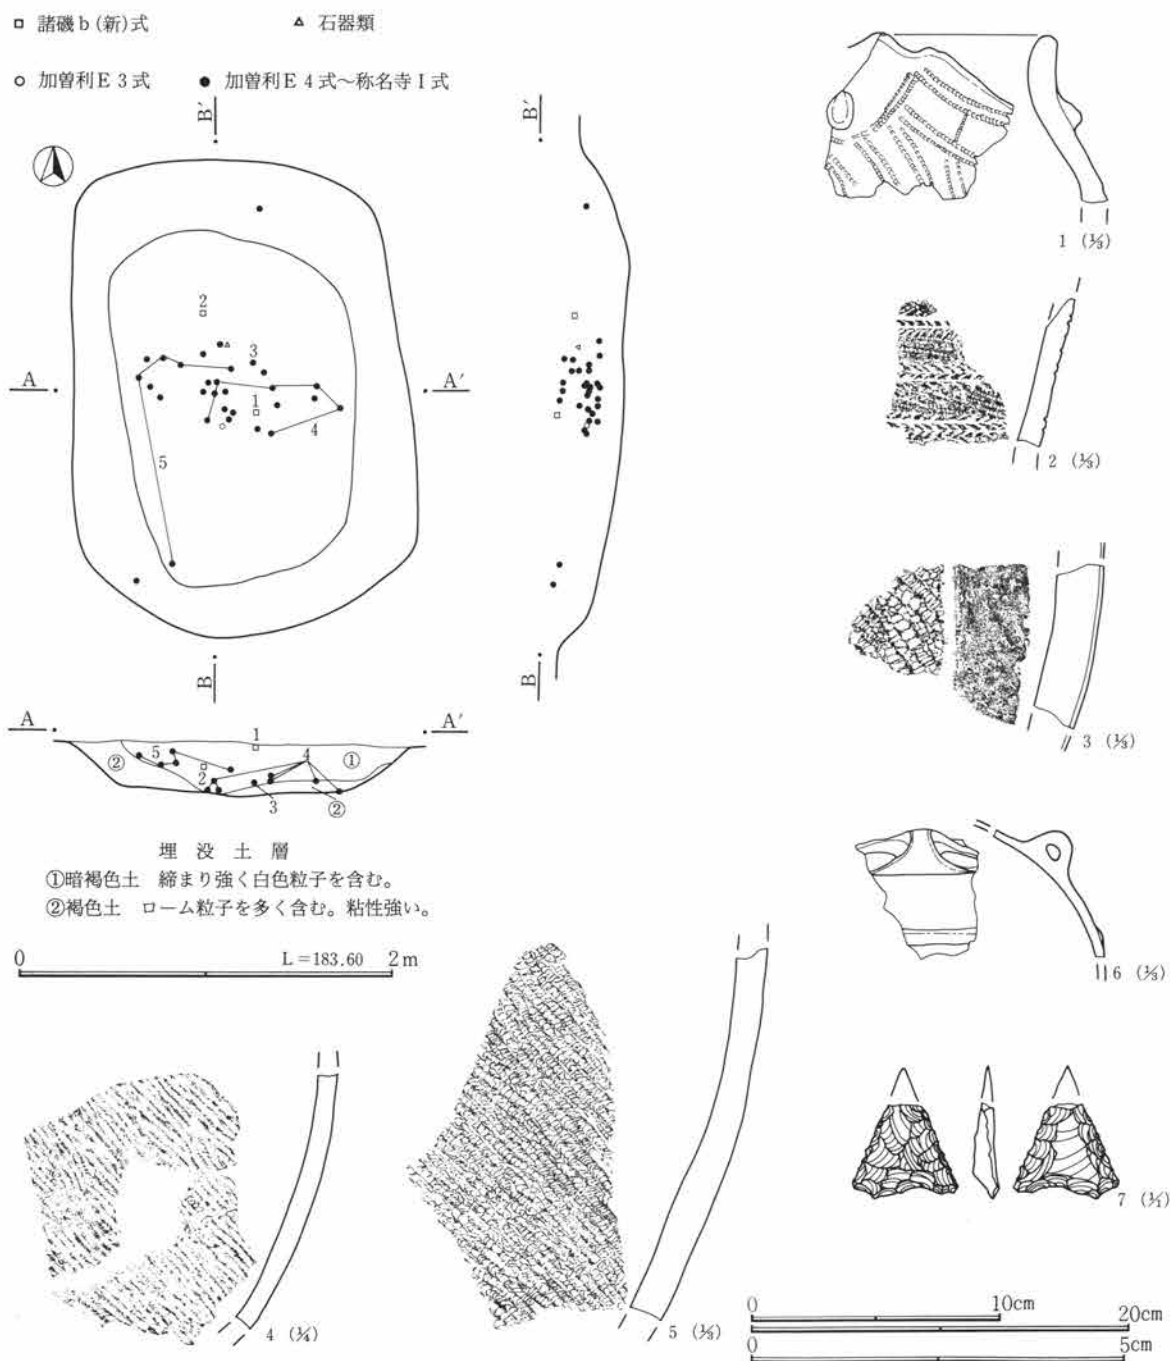 □ 諸磯ｂ(新)式 △ 石器類
○ 加曽利Ｅ３式 ● 加曽利Ｅ４式〜称名寺Ⅰ式
B' B'
1 (⅓)
2
3
A A'
1
4
5
2 (⅓)
3 (⅓)
B B
A A'
1
② 5 4 ①
2
3 ②
埋没土層
①暗褐色土 締まり強く白色粒子を含む。
②褐色土 ローム粒子を多く含む。粘性強い。
6 (⅓)
0 L＝183.60 2m
7 (½)
4 (¼) 5 (⅓)
0 10cm
20cm
0 5cm